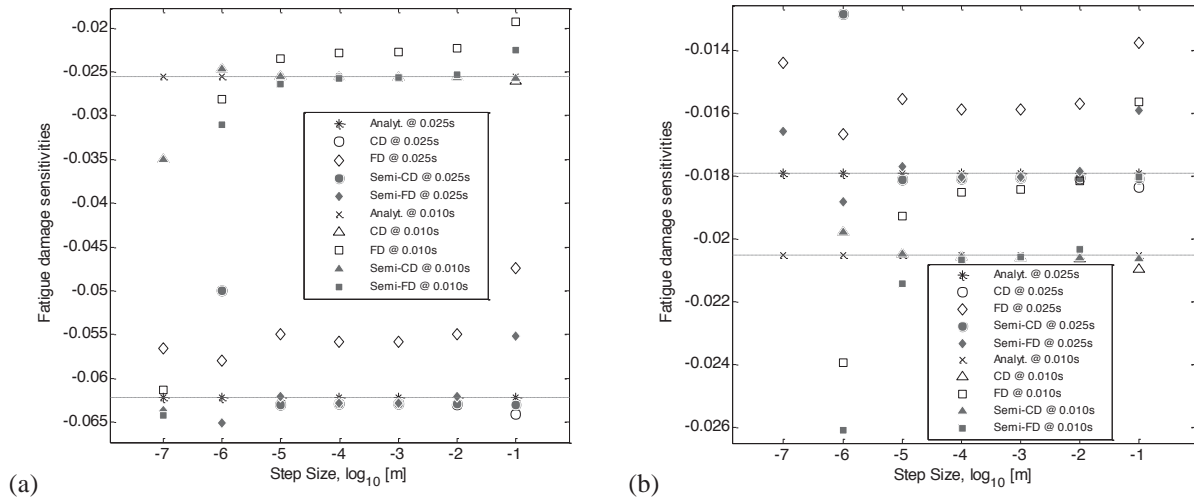 -0.02
-0.025
-0.03
-0.035
-0.04
-0.045
-0.05
-0.055
-0.06
-0.065
Fatigue damage sensitivities
Analyt. @ 0.025s
CD @ 0.025s
FD @ 0.025s
Semi-CD @ 0.025s
Semi-FD @ 0.025s
Analyt. @ 0.010s
CD @ 0.010s
FD @ 0.010s
Semi-CD @ 0.010s
Semi-FD @ 0.010s
-7 -6 -5 -4 -3 -2 -1
Step Size, log10 [m]
(a)
-0.014
-0.016
-0.018
-0.02
-0.022
-0.024
-0.026
Fatigue damage sensitivities
Analyt. @ 0.025s
CD @ 0.025s
FD @ 0.025s
Semi-CD @ 0.025s
Semi-FD @ 0.025s
Analyt. @ 0.010s
CD @ 0.010s
FD @ 0.010s
Semi-CD @ 0.010s
Semi-FD @ 0.010s
-7 -6 -5 -4 -3 -2 -1
Step Size, log10 [m]
(b)